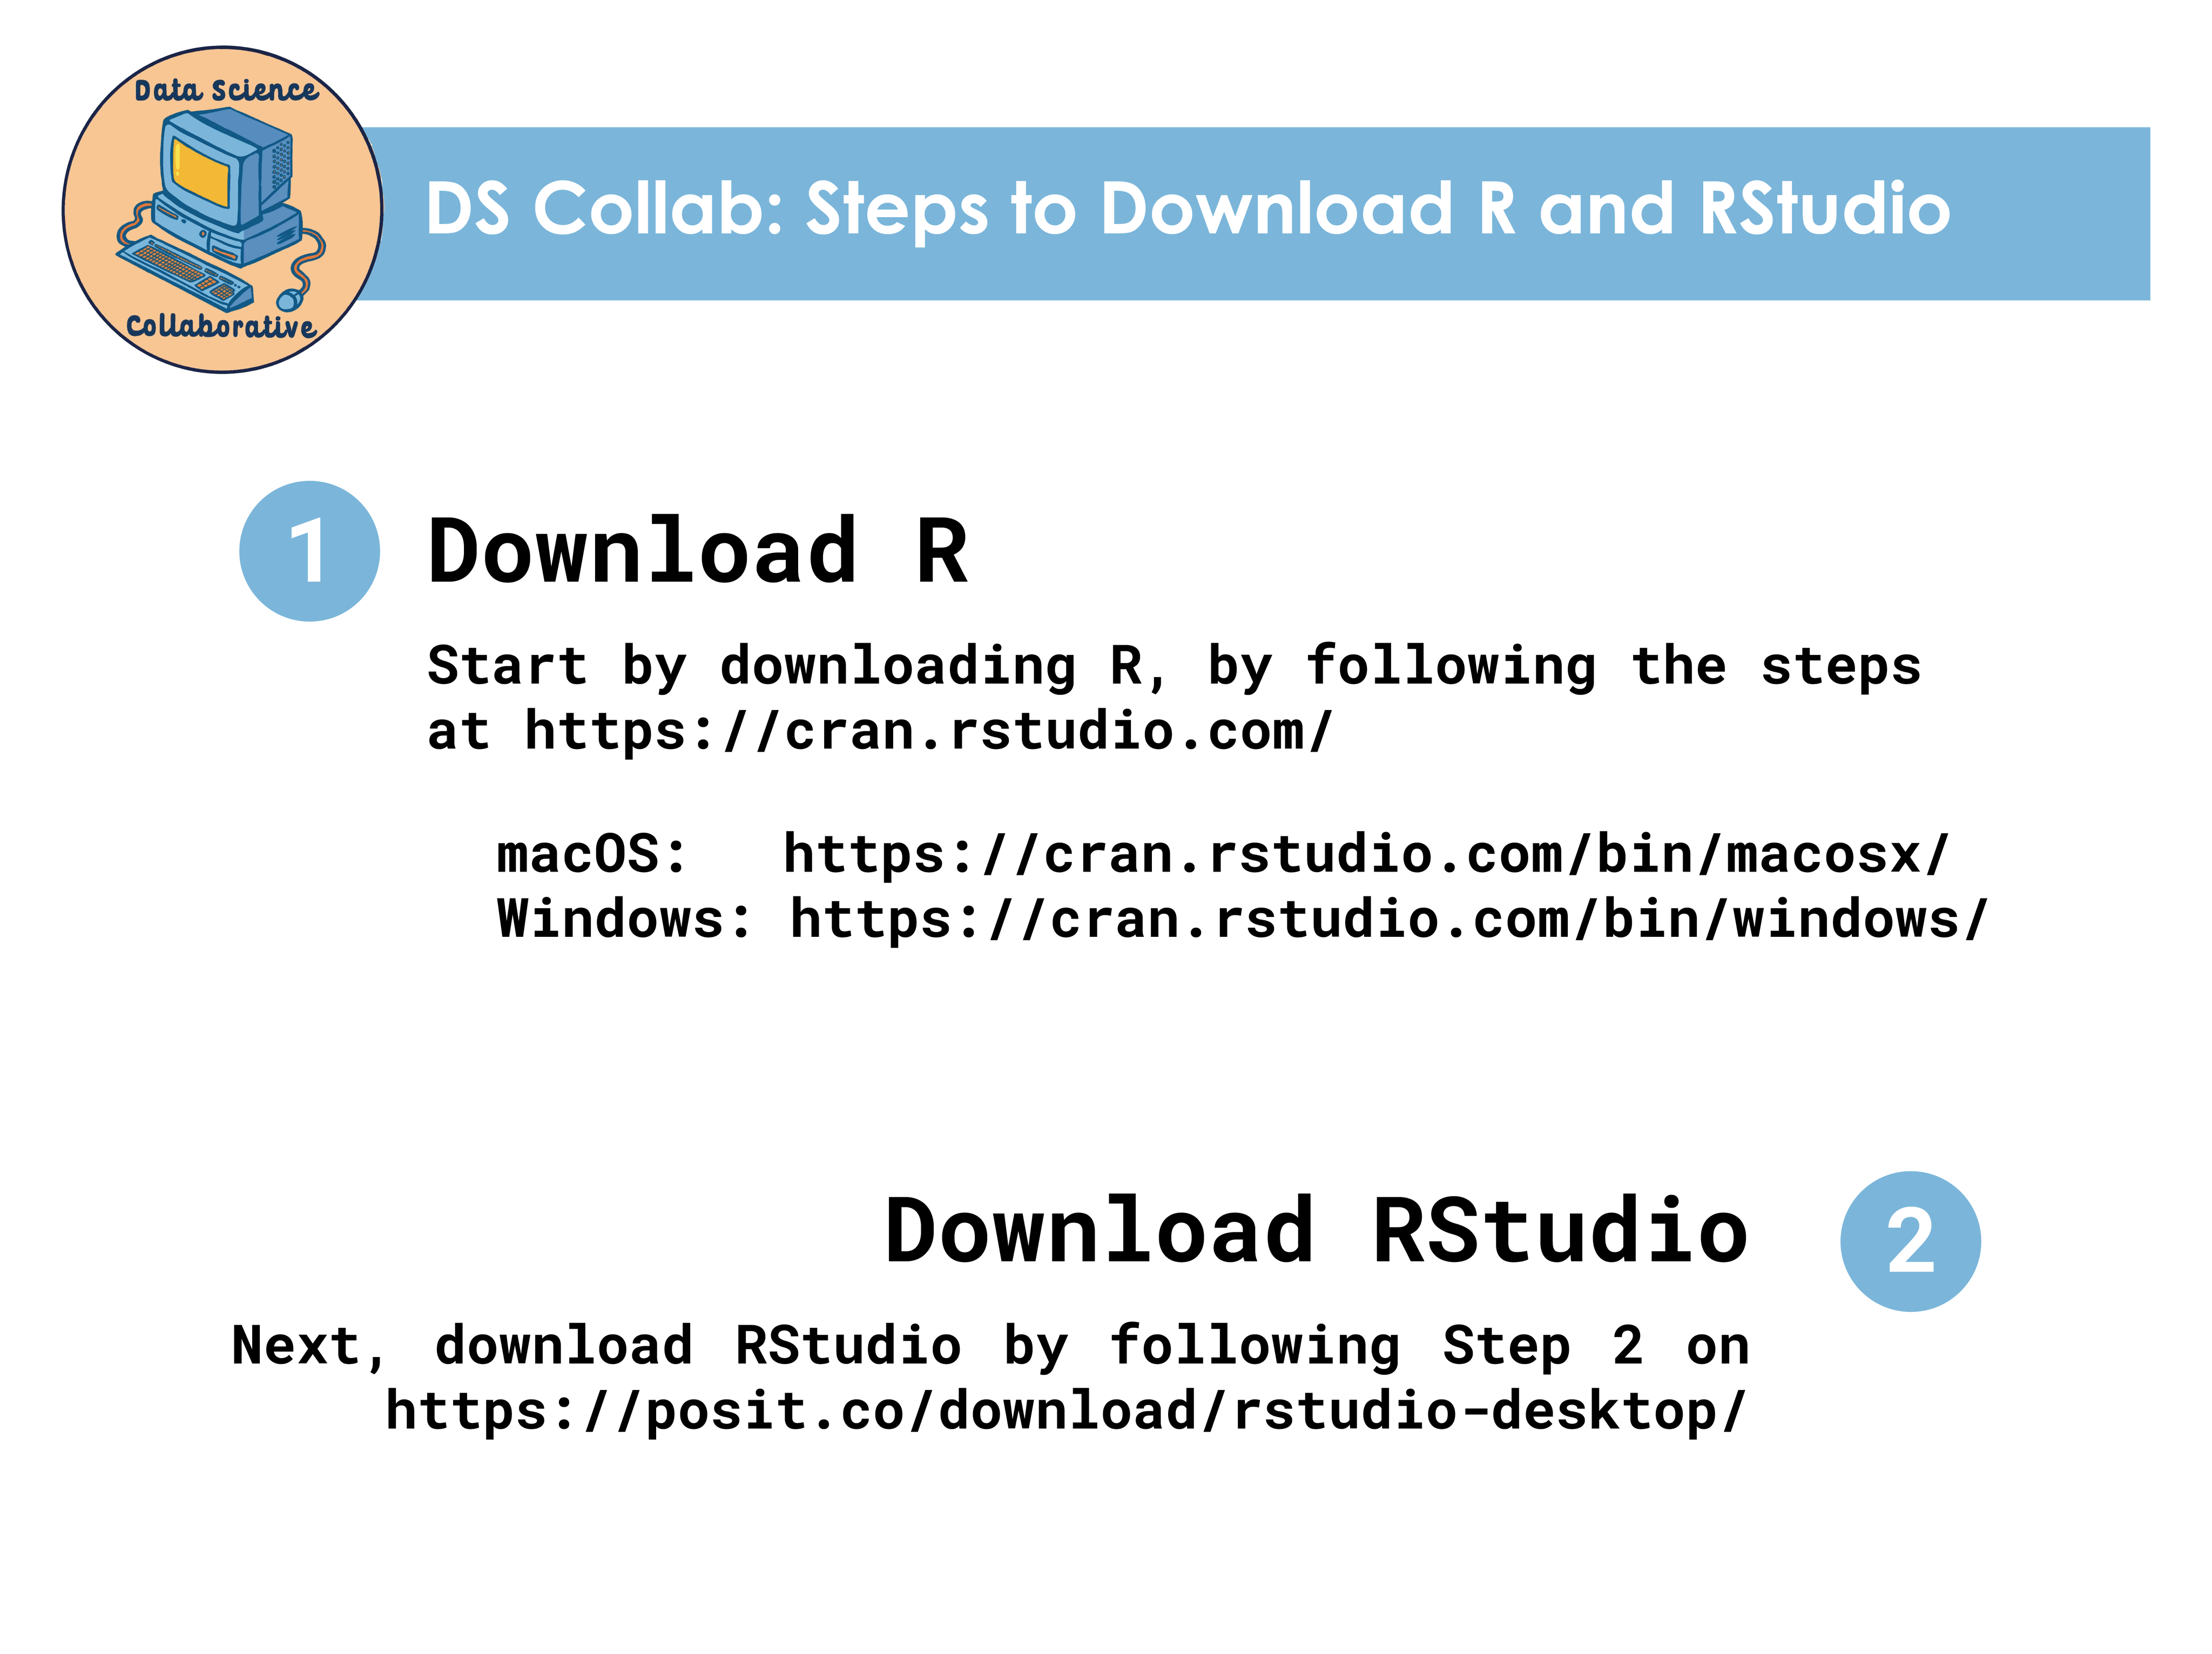 Data Science
Collaborative
DS Collab: Steps to Download R and RStudio
1
Download R
Start by downloading R, by following the steps
at https://cran.rstudio.com/
macOS: https://cran.rstudio.com/bin/macosx/
Windows: https://cran.rstudio.com/bin/windows/
Download RStudio
2
Next, download RStudio by following Step 2 on
https://posit.co/download/rstudio-desktop/